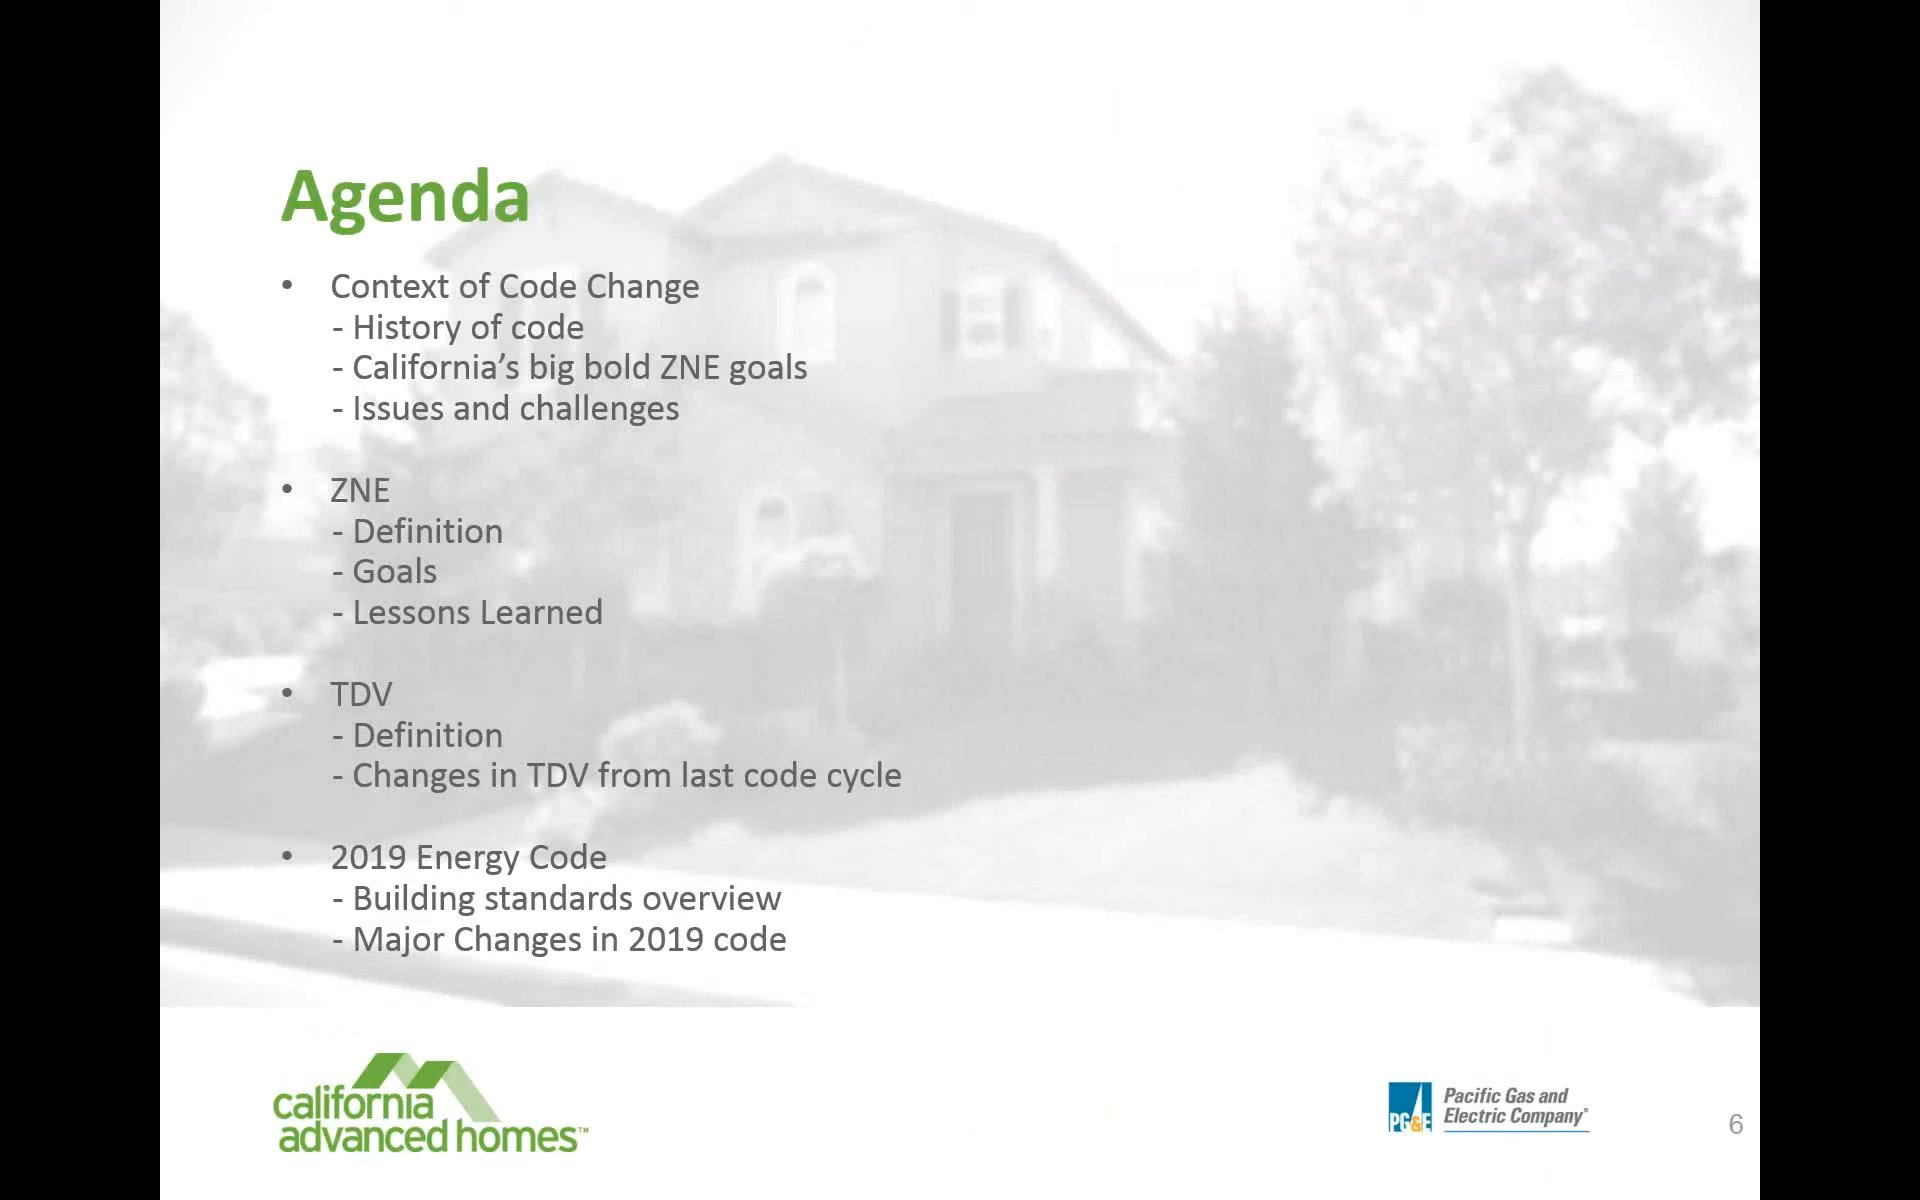 Agenda
• Context of Code Change
- History of code
- California’s big bold ZNE goals
- Issues and challenges
• ZNE
- Definition
- Goals
- Lessons Learned
• TDV
- Definition
- Changes in TDV from last code cycle
• 2019 Energy Code
- Building standards overview
- Major Changes in 2019 code
california
advanced homes™
PG&E
Pacific Gas and
Electric Company®
6